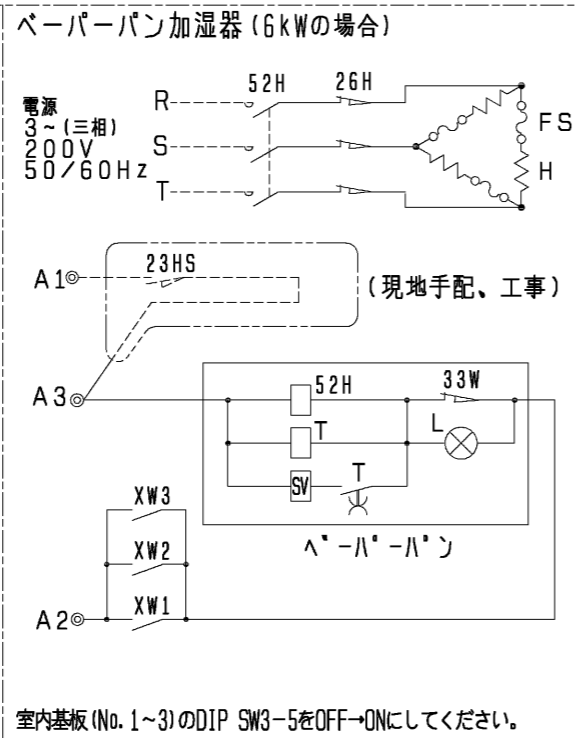 ベーパーパン加湿器(6kWの場合)
52H 26H
電源
3~(三相)
200V
50/60Hz
R
S
T
FS
H
A1
23HS
(現地手配、工事)
A3
52H 33W
T L
SV T
ベーパーパン
XW3
XW2
XW1
A2
室内基板(No.1~3)のDIP SW3-5をOFF→ONにしてください。